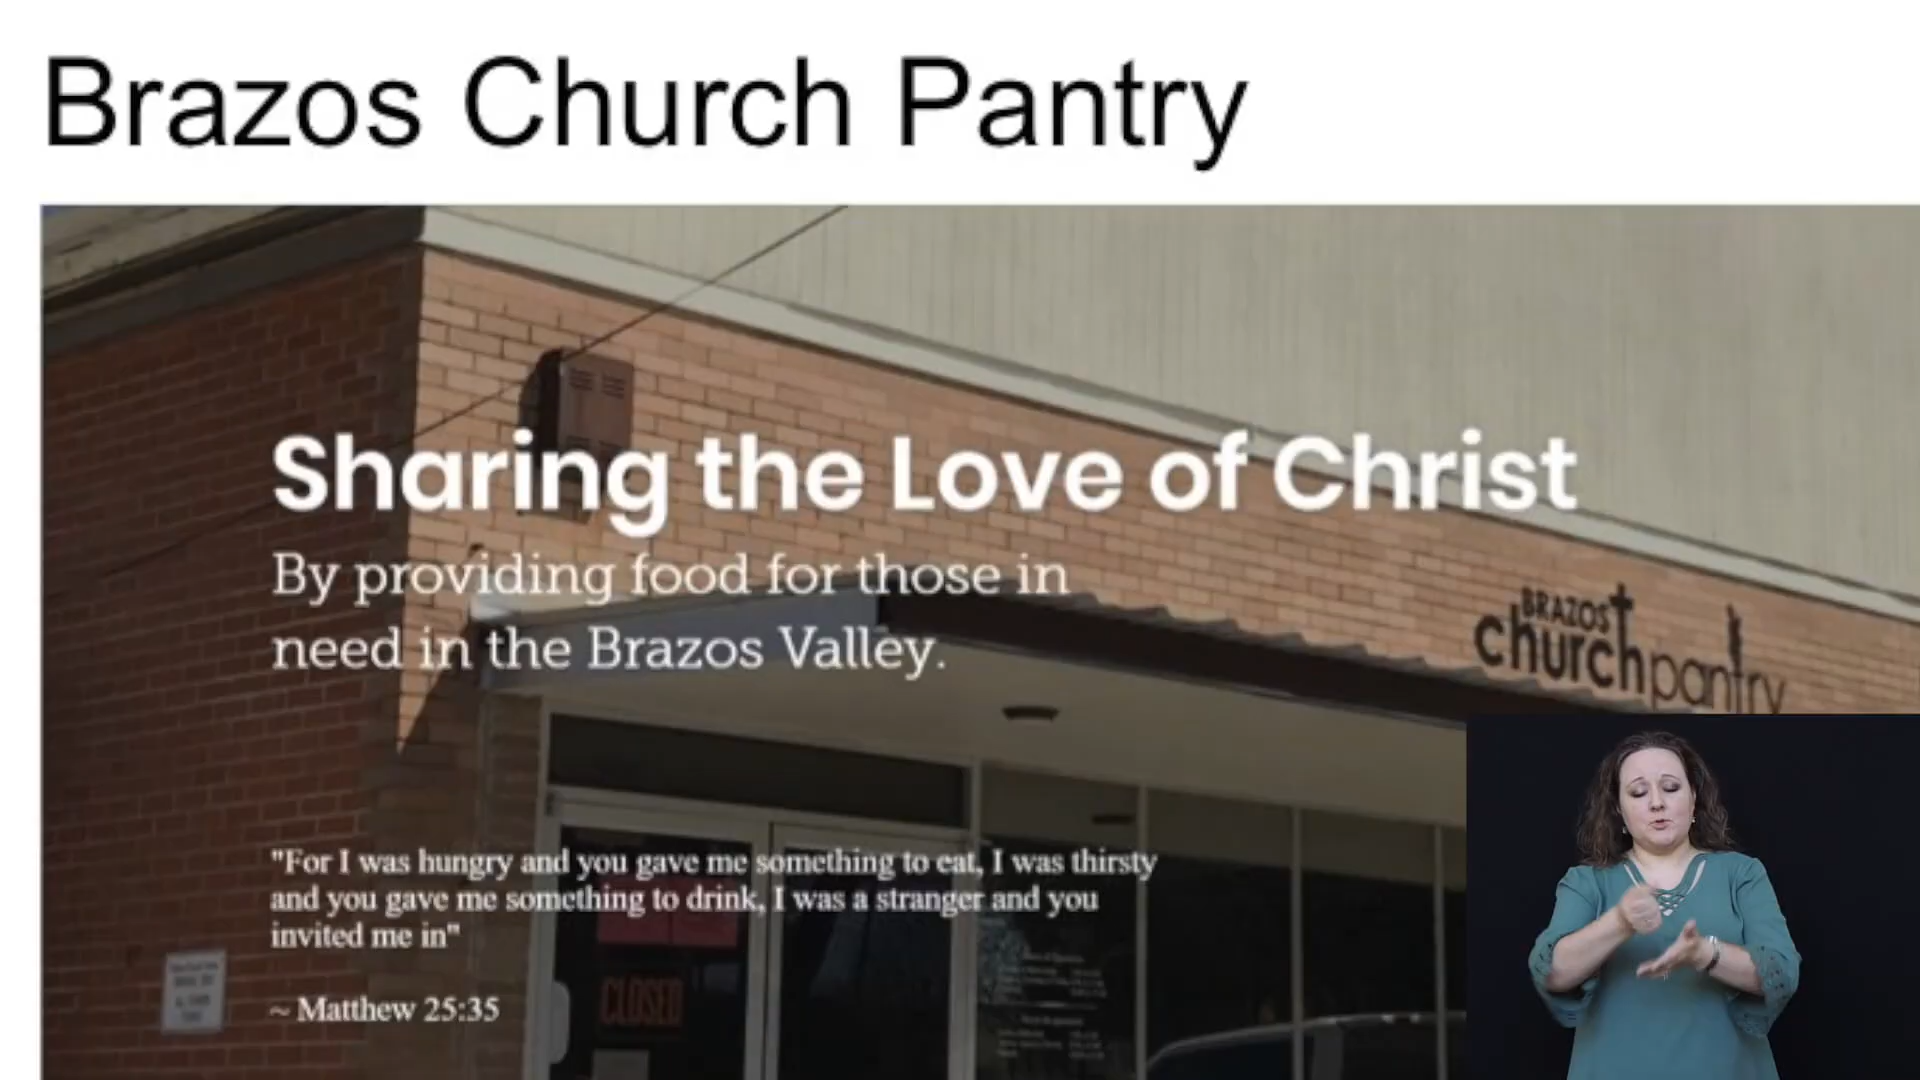 Brazos Church Pantry
Sharing the Love of Christ
By providing food for those in
need in the Brazos Valley.
BRAZOS
church pantry
"For I was hungry and you gave me something to eat, I was thirsty
and you gave me something to drink, I was a stranger and you
invited me in"
~ Matthew 25:35
CLOSED